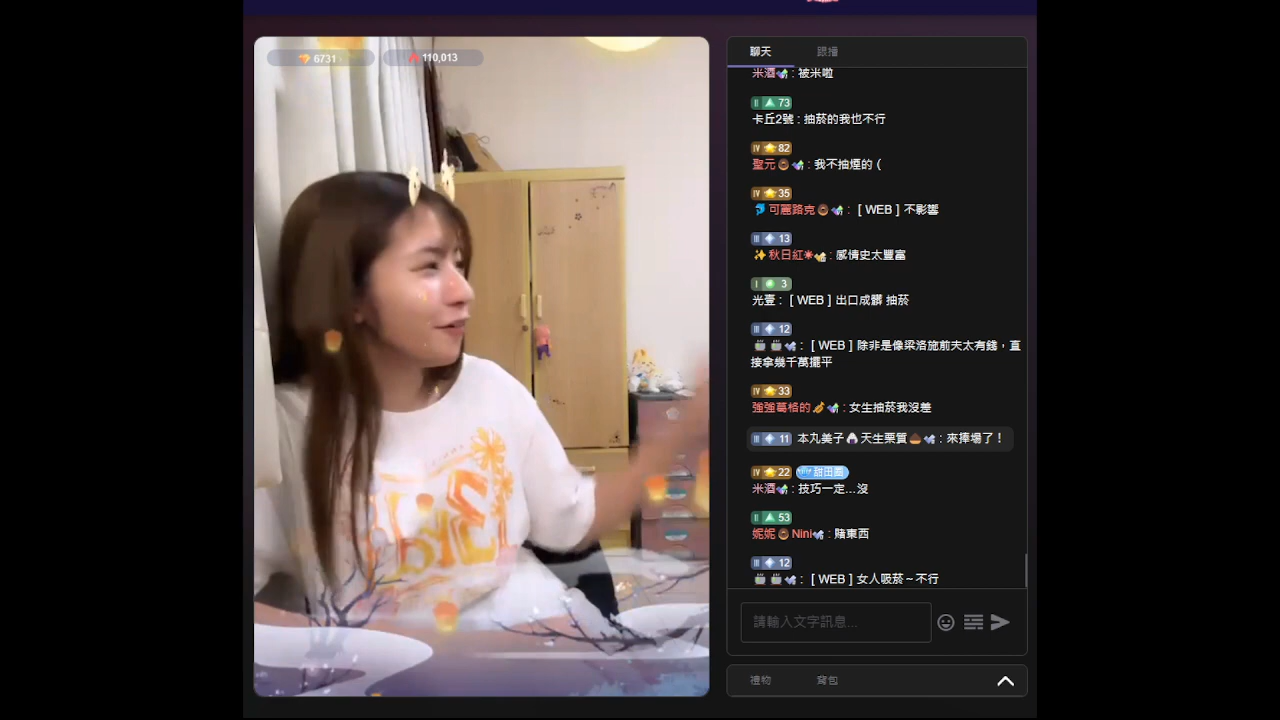 6731
110,013
聊天
跟播
米酒 : 被米啦
II 73
卡丘2號 : 抽菸的我也不行
IV 82
聖元 : 我不抽煙的 (
IV 35
可麗路克 : [ WEB ] 不影響
III 13
秋日紅 : 感情史太豐富
I 3
光壹 : [ WEB ] 出口成髒 抽菸
III 12
: [ WEB ] 除非是像梁洛施前夫太有錢，直
接拿幾千萬擺平
IV 33
強強葛格的 : 女生抽菸我沒差
III 11 本丸美子 天生栗質 : 來捧場了！
IV 22 甜田園
米酒 : 技巧一定...沒
II 53
妮妮 Nini : 賭東西
III 12
: [ WEB ] 女人吸菸~不行
請輸入文字訊息...
禮物
背包